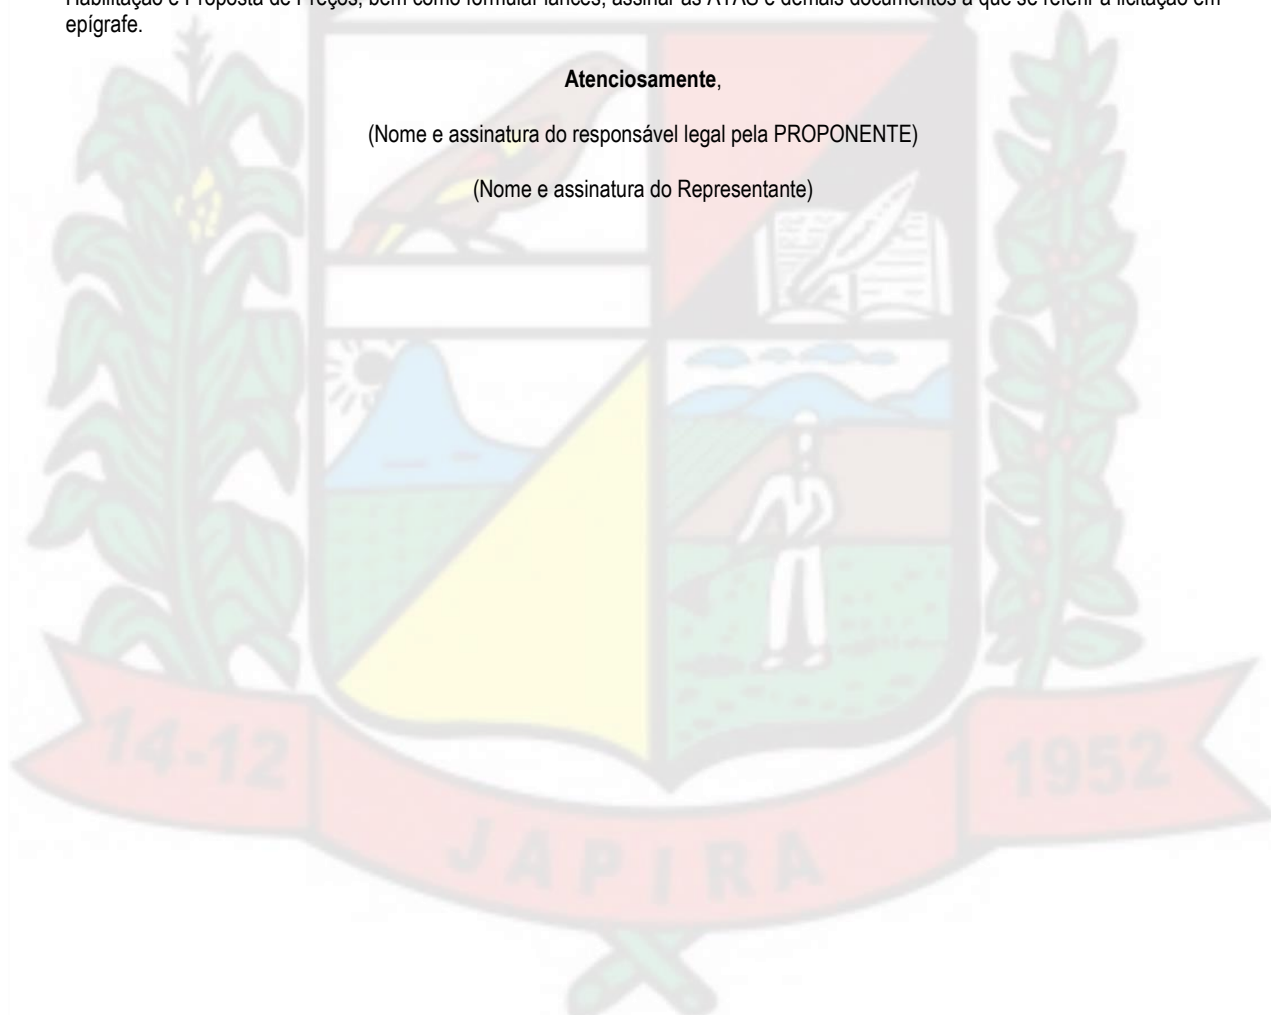 Habilitação e Proposta de Preços, bem como formular lances, assinar as ATAS e demais documentos a que se referir a licitação em
epígrafe.
Atenciosamente,
(Nome e assinatura do responsável legal pela PROPONENTE)
(Nome e assinatura do Representante)
14-12
1952
JAPIRA